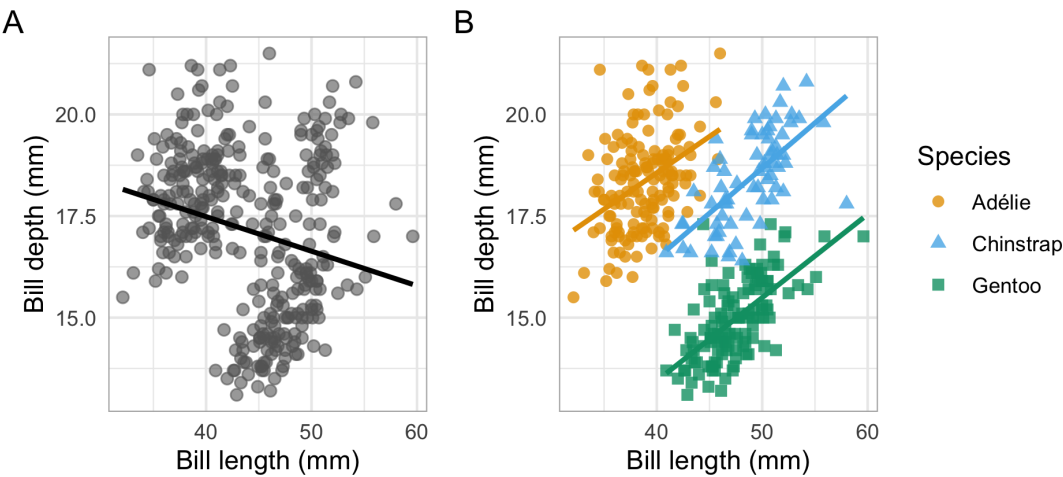 A
Bill depth (mm)
20.0
17.5
15.0
40
50
60
Bill length (mm)
B
Bill depth (mm)
20.0
17.5
15.0
40
50
60
Bill length (mm)
Species
Adélie
Chinstrap
Gentoo